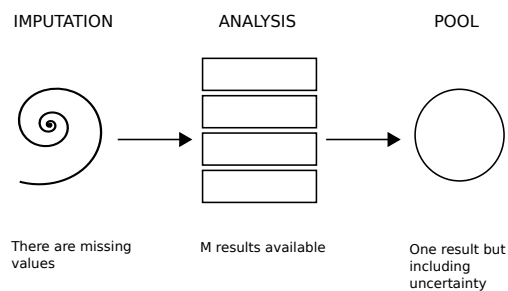 IMPUTATION
ANALYSIS
POOL
There are missing
values
M results available
One result but
including
uncertainty